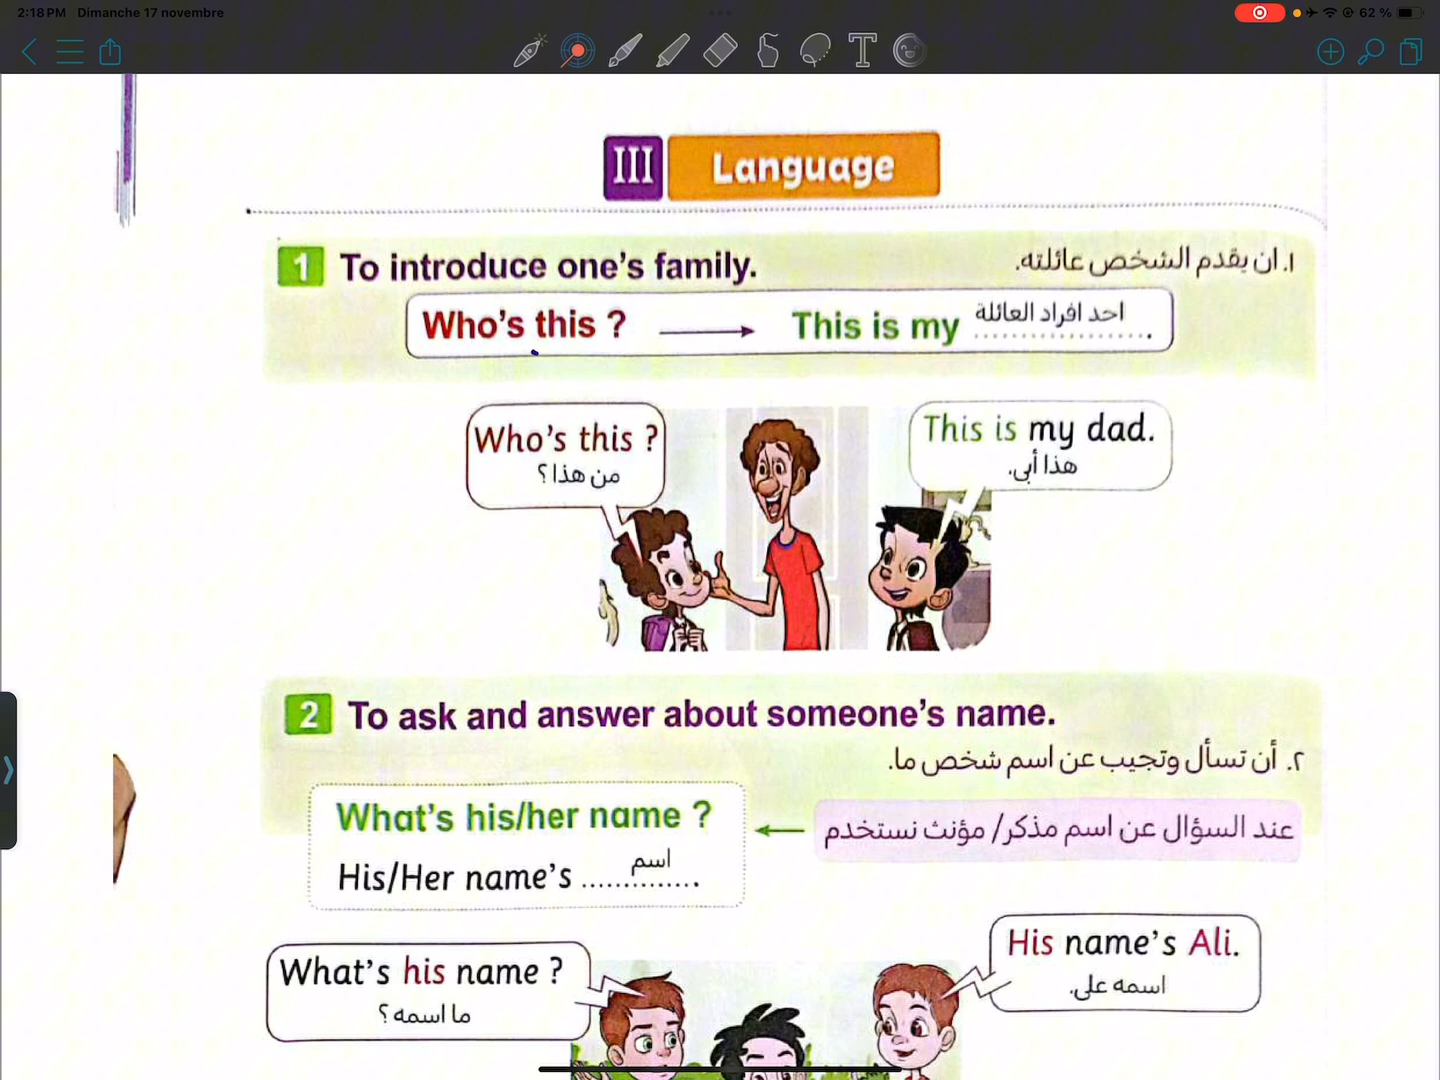 2:18 PM Dimanche 17 novembre
62 %
III Language
1 To introduce one's family.
١. ان يقدم الشخص عائلته.
Who's this ? This is my احد افراد العائلة .
Who's this ?
من هذا ؟
This is my dad.
هذا أبى.
2 To ask and answer about someone's name.
٢. أن تسأل وتجيب عن اسم شخص ما.
What's his/her name ?
عند السؤال عن اسم مذكر/ مؤنث نستخدم
His/Her name's اسم .
What's his name ?
ما اسمه ؟
His name's Ali.
اسمه على.